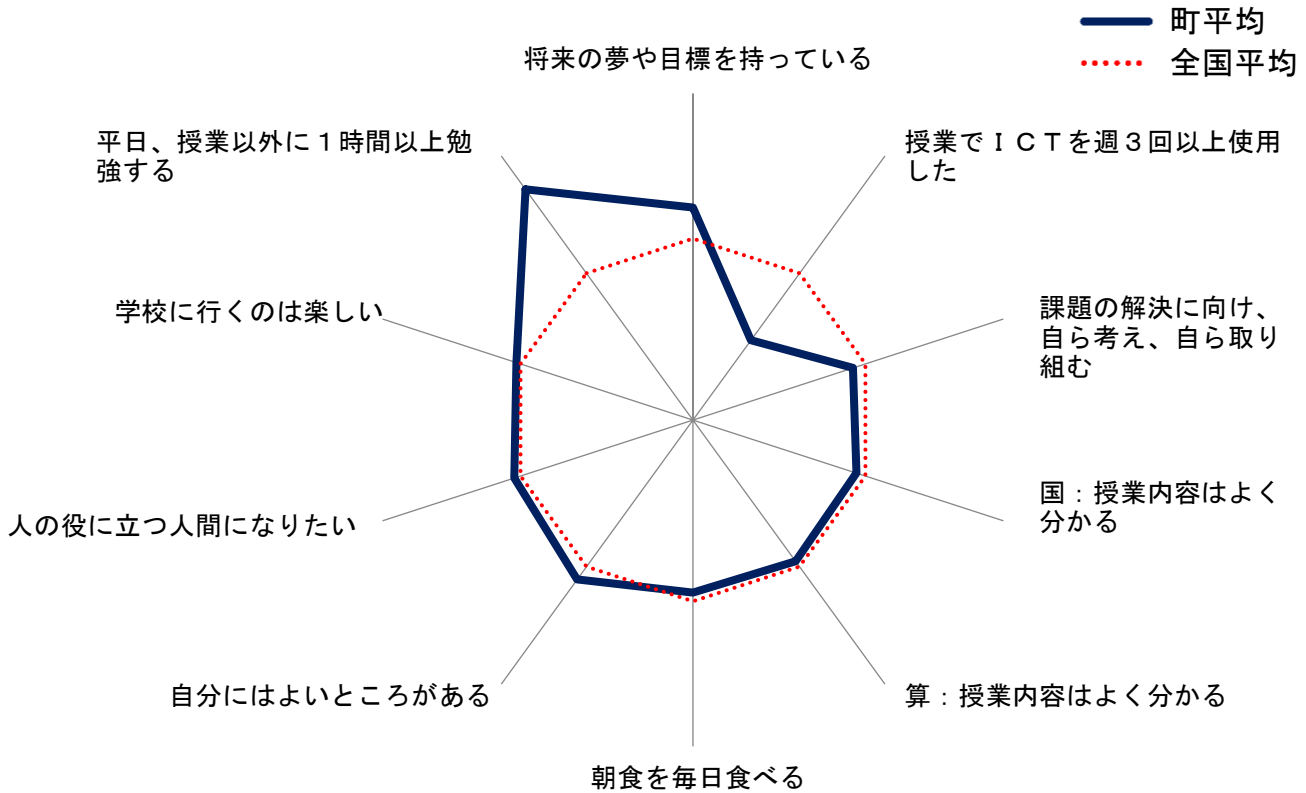 町平均
全国平均
将来の夢や目標を持っている
授業でＩＣＴを週３回以上使用
した
課題の解決に向け、
自ら考え、自ら取り
組む
国：授業内容はよく
分かる
算：授業内容はよく分かる
朝食を毎日食べる
自分にはよいところがある
人の役に立つ人間になりたい
学校に行くのは楽しい
平日、授業以外に１時間以上勉
強する